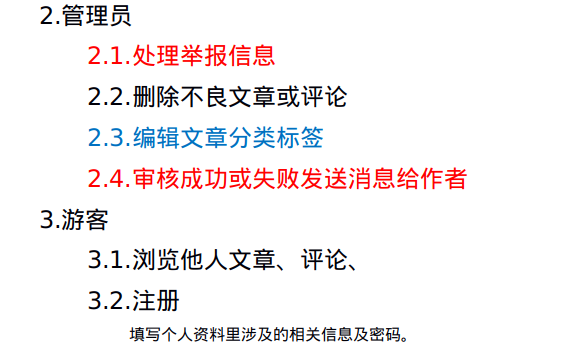 2.管理员
2.1.处理举报信息
2.2.删除不良文章或评论
2.3.编辑文章分类标签
2.4.审核成功或失败发送消息给作者
3.游客
3.1.浏览他人文章、评论、
3.2.注册
填写个人资料里涉及的相关信息及密码。